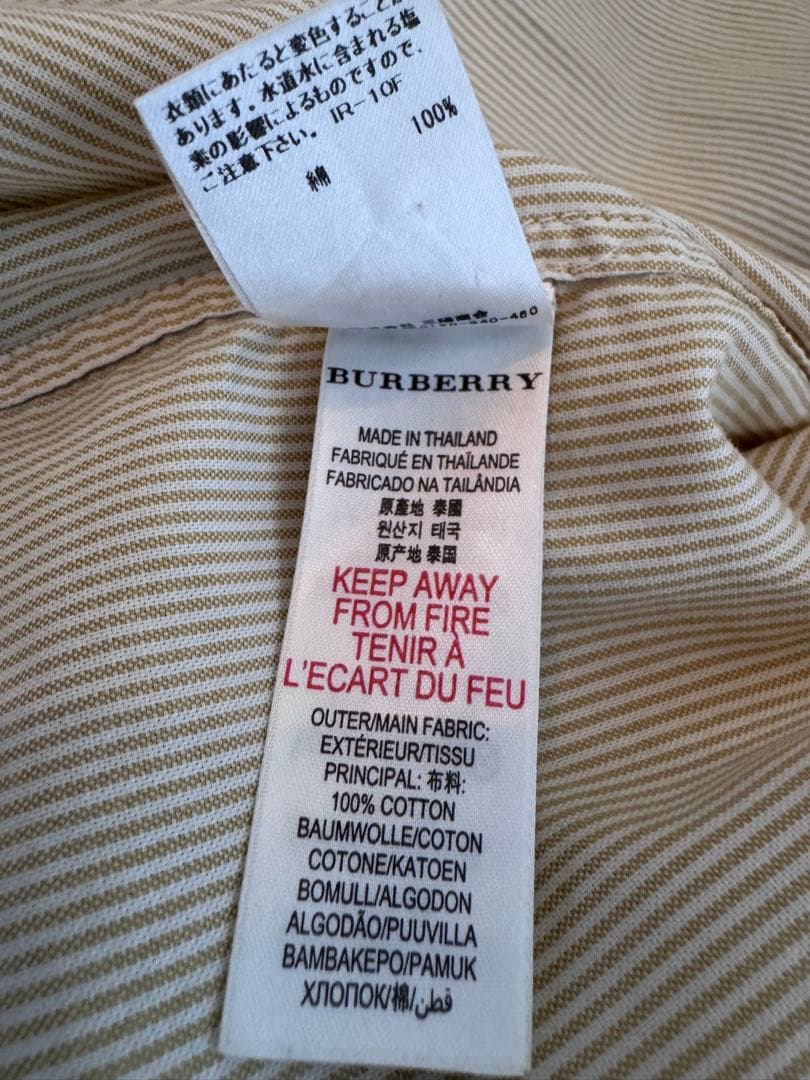 衣類にあたると変色することが
あります。水道水に含まれる塩
素の影響によるものですので、
ご注意下さい。IR-10F
綿 100%
BURBERRY
MADE IN THAILAND
FABRIQUÉ EN THAÏLANDE
FABRICADO NA TAILÂNDIA
原產地 泰國
원산지 태국
原产地 泰国
KEEP AWAY
FROM FIRE
TENIR À
L'ECART DU FEU
OUTER/MAIN FABRIC:
EXTÉRIEUR/TISSU
PRINCIPAL: 布料:
100% COTTON
BAUMWOLLE/COTON
COTONE/KATOEN
BOMULL/ALGODON
ALGODÃO/PUUVILLA
BAMBAKEPO/PAMUK
ХЛОПОК/棉/قطن